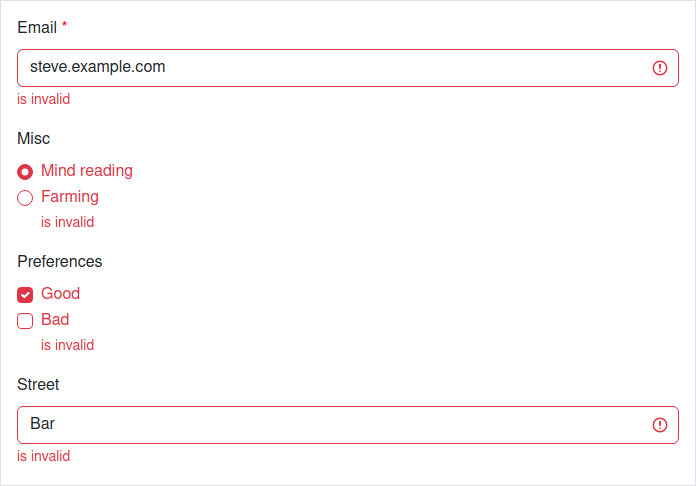 Email *
steve.example.com
is invalid
Misc
Mind reading
Farming
is invalid
Preferences
Good
Bad
is invalid
Street
Bar
is invalid